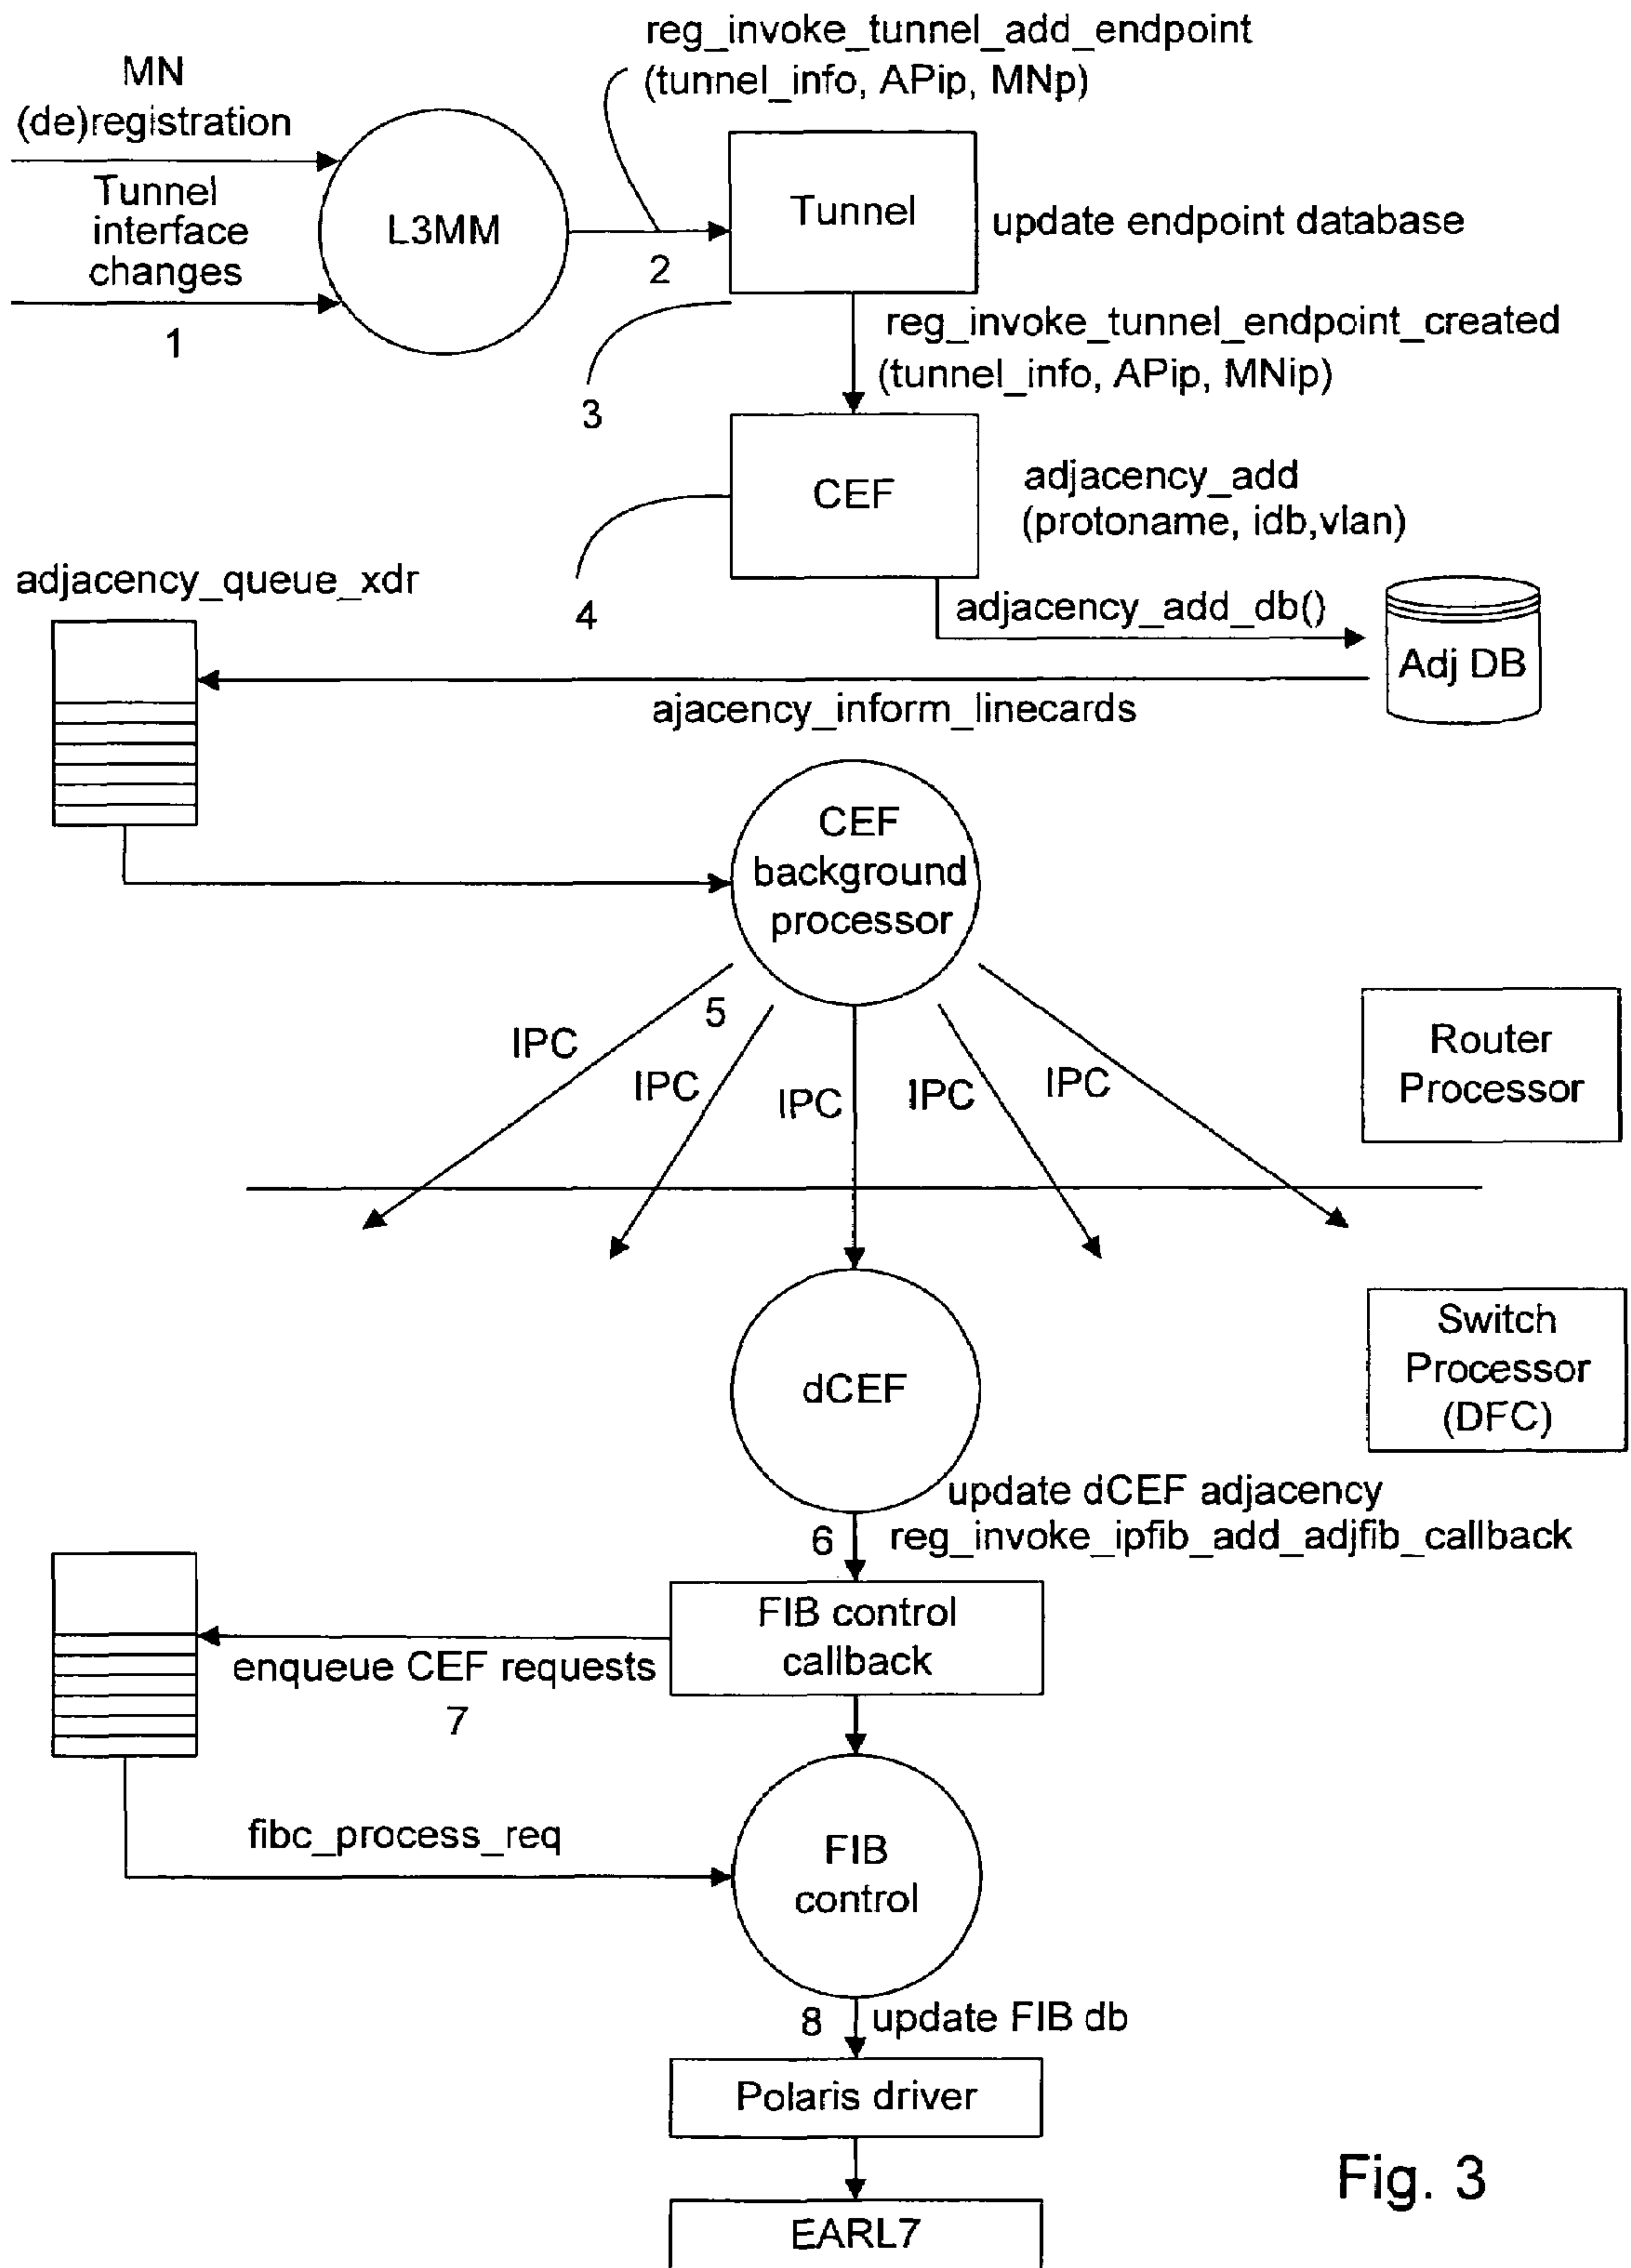 reg_invoke_tunnel_add_endpoint
(tunnel_info, APip, MNp)
MN
(de)registration
Tunnel
interface
changes
1
L3MM
2
Tunnel
update endpoint database
3
reg_invoke_tunnel_endpoint_created
(tunnel_info, APip, MNip)
CEF
adjacency_add
(protoname, idb,vlan)
4
adjacency_queue_xdr
adjacency_add_db()
Adj DB
ajacency_inform_linecards
CEF
background
processor
5
IPC
IPC
IPC
IPC
IPC
Router
Processor
dCEF
Switch
Processor
(DFC)
update dCEF adjacency
6
reg_invoke_ipfib_add_adjfib_callback
FIB control
callback
enqueue CEF requests
7
fibc_process_req
FIB
control
8
update FIB db
Polaris driver
EARL7
Fig. 3